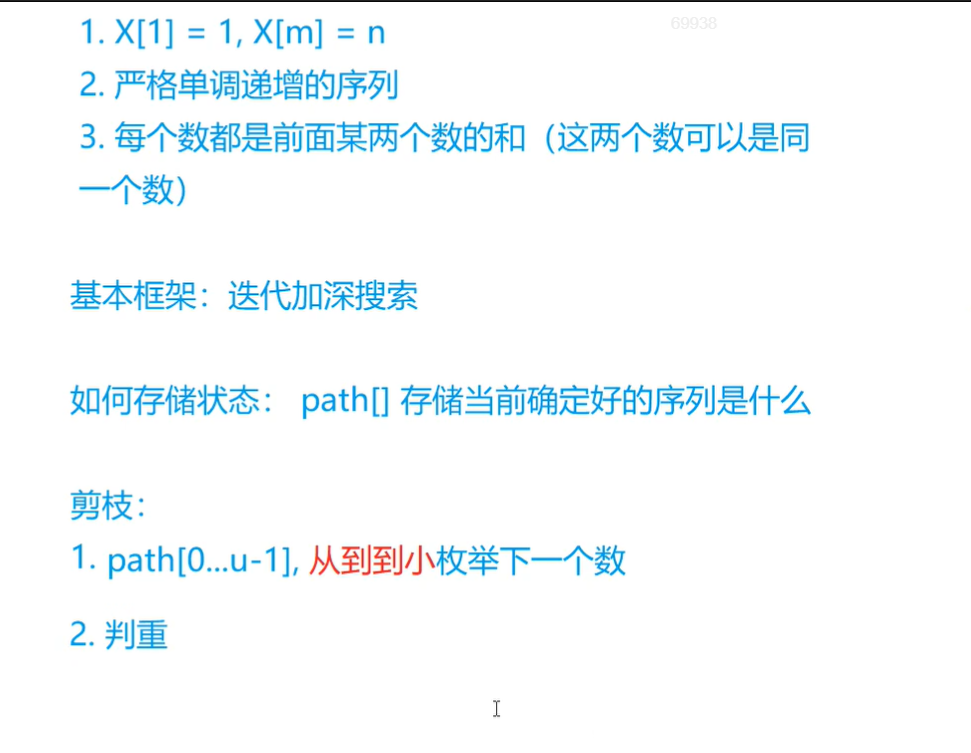 69938
1. X[1] = 1, X[m] = n
2. 严格单调递增的序列
3. 每个数都是前面某两个数的和（这两个数可以是同
一个数）
基本框架：迭代加深搜索
如何存储状态： path[] 存储当前确定好的序列是什么
剪枝：
1. path[0...u-1], 从到到小枚举下一个数
2. 判重